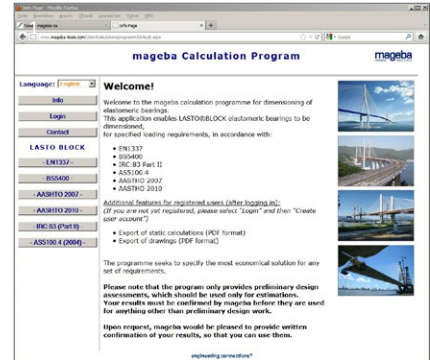 Info Page - Mozilla Firefox
Info Page
mageba Calculation Program
mageba
Language: English
Info
Login
Contact
LASTO BLOCK
- EN1337 -
- BS5400 -
- AASHTO 2007 -
- AASHTO 2010 -
- IRC:83 (Part II) -
- AS5100.4 (2004) -
Welcome!
Welcome to the mageba calculation programme for dimensioning of
elastomeric bearings.
This application enables LASTO®BLOCK elastomeric bearings to be
dimensioned,
for specified loading requirements, in accordance with:
• EN1337
• BS5400
• IRC:83 Part II
• AS5100.4
• AASTHO 2007
• AASTHO 2010
Additional features for registered users (after logging in):
(If you are not yet registered, please select "Login" and then "Create
user account")
• Export of static calculations (PDF format)
• Export of drawings (PDF format)
The programme seeks to specify the most economical solution for any
set of requirements.
Please note that the program only provides preliminary design
assessments, which should be used only for estimations.
Your results must be confirmed by mageba before they are used
for anything other than preliminary design work.
Upon request, mageba would be pleased to provide written
confirmation of your results, so that you can use them.
engineering connections®